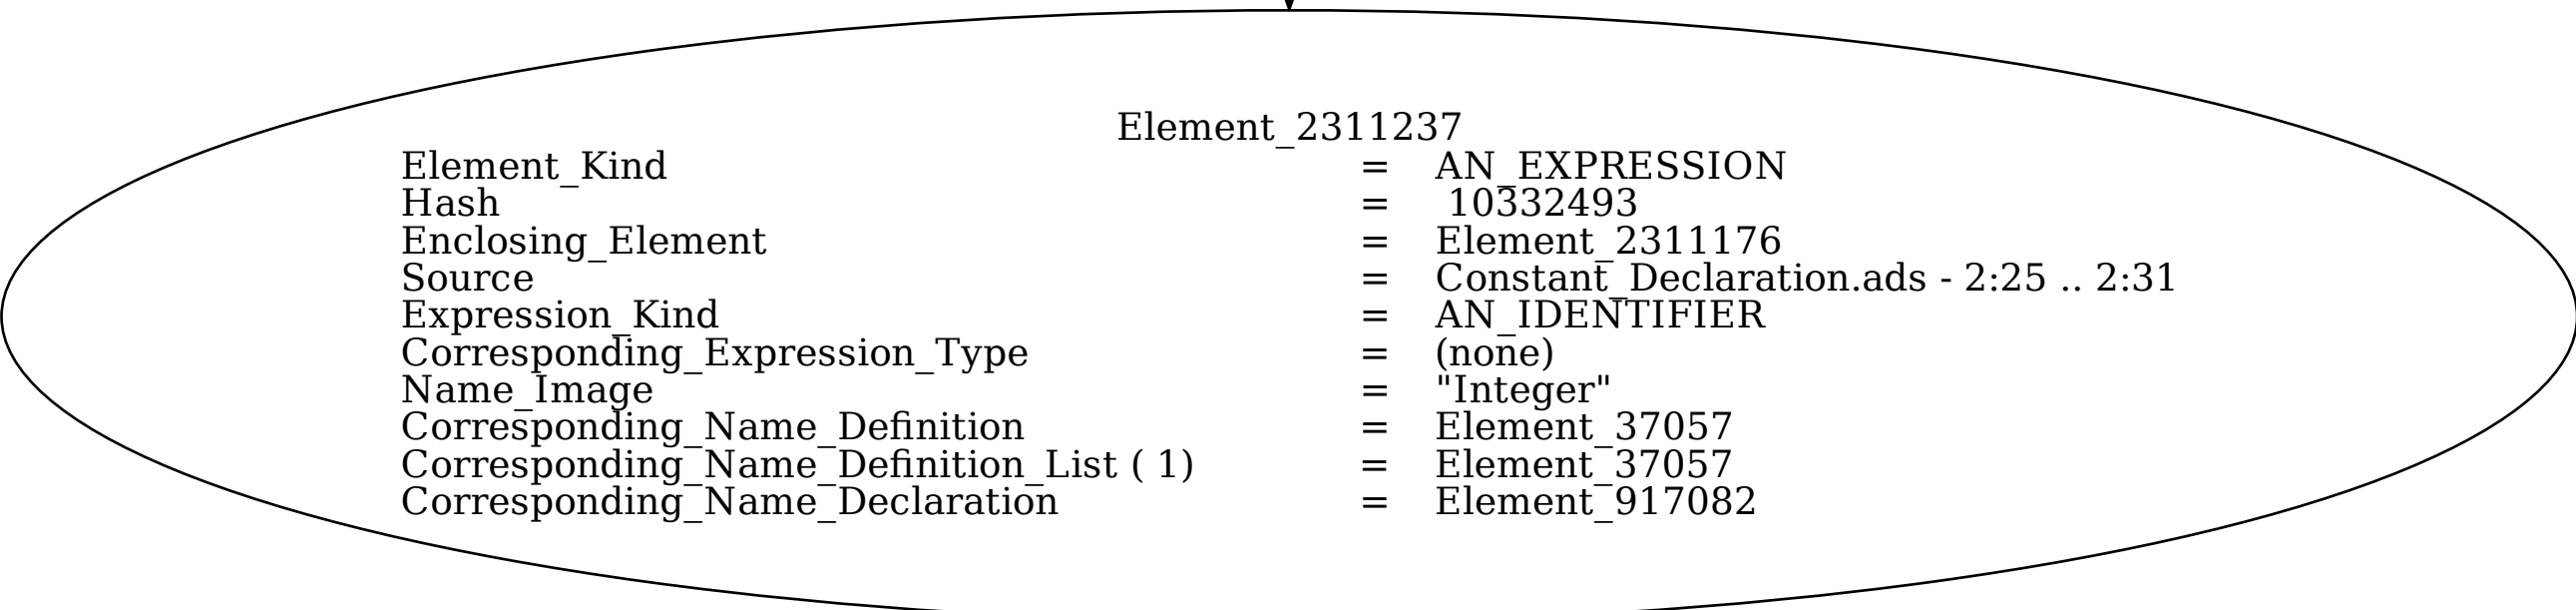 Element_2311237
Element_Kind = AN_EXPRESSION
Hash = 10332493
Enclosing_Element = Element_2311176
Source = Constant_Declaration.ads - 2:25 .. 2:31
Expression_Kind = AN_IDENTIFIER
Corresponding_Expression_Type = (none)
Name_Image = "Integer"
Corresponding_Name_Definition = Element_37057
Corresponding_Name_Definition_List ( 1) = Element_37057
Corresponding_Name_Declaration = Element_917082